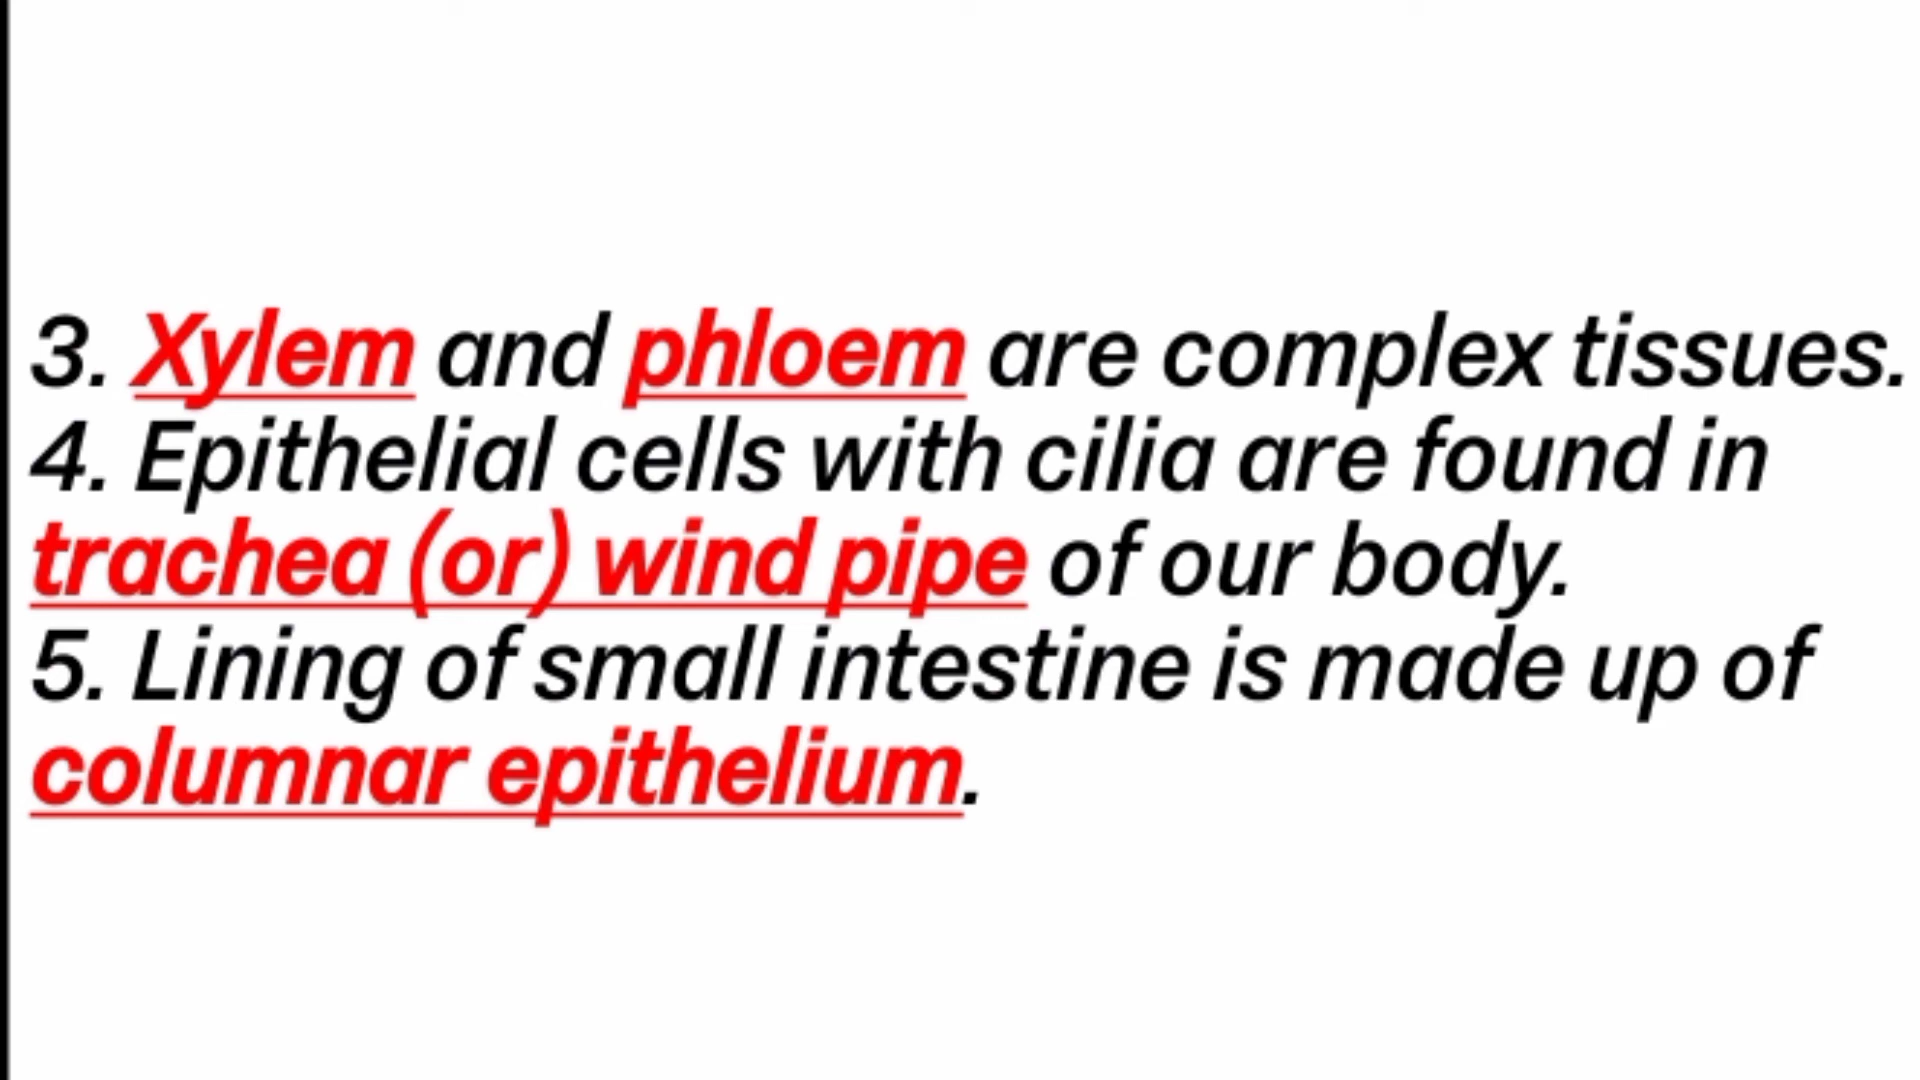 3. Xylem and phloem are complex tissues.
4. Epithelial cells with cilia are found in
trachea (or) wind pipe of our body.
5. Lining of small intestine is made up of
columnar epithelium.